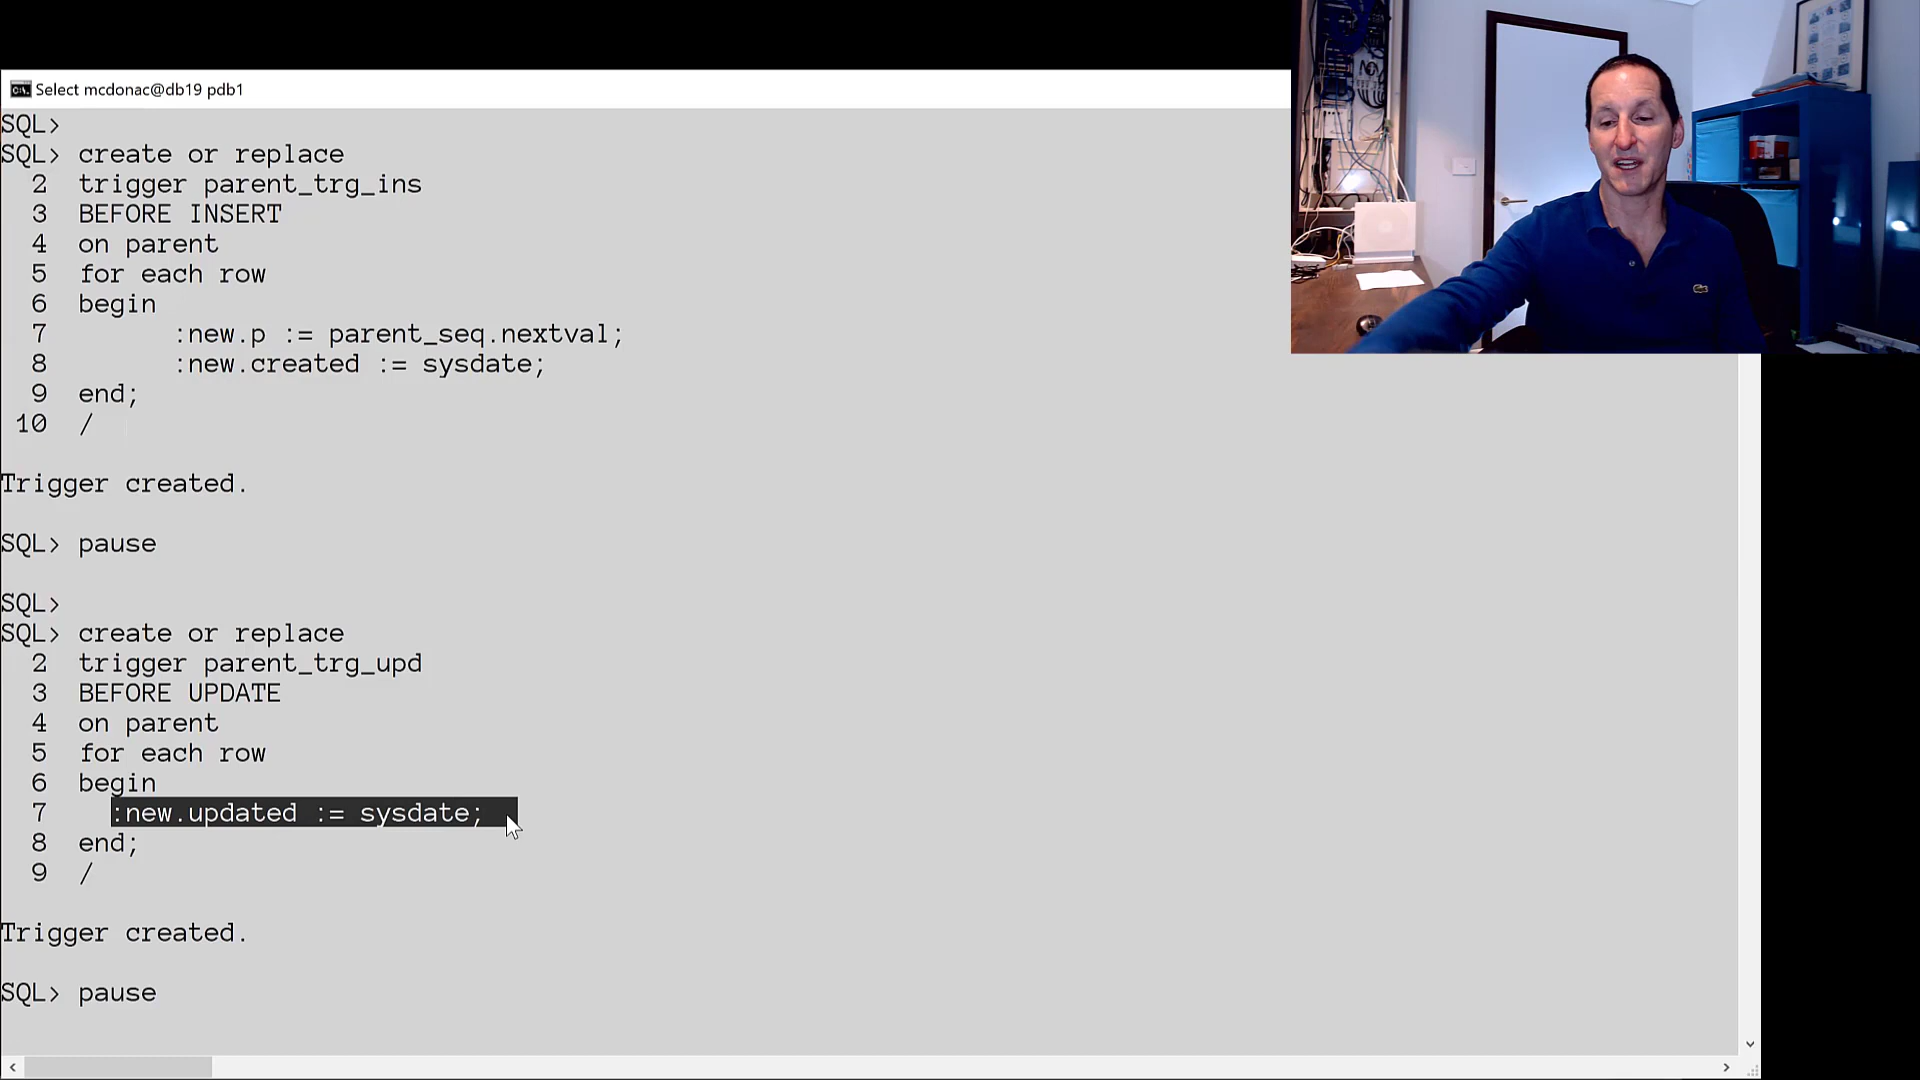 Select mcdonac@db19 pdb1
SQL>
SQL> create or replace
2 trigger parent_trg_ins
3 BEFORE INSERT
4 on parent
5 for each row
6 begin
7 :new.p := parent_seq.nextval;
8 :new.created := sysdate;
9 end;
10 /
Trigger created.
SQL> pause
SQL>
SQL> create or replace
2 trigger parent_trg_upd
3 BEFORE UPDATE
4 on parent
5 for each row
6 begin
7 :new.updated := sysdate;
8 end;
9 /
Trigger created.
SQL> pause